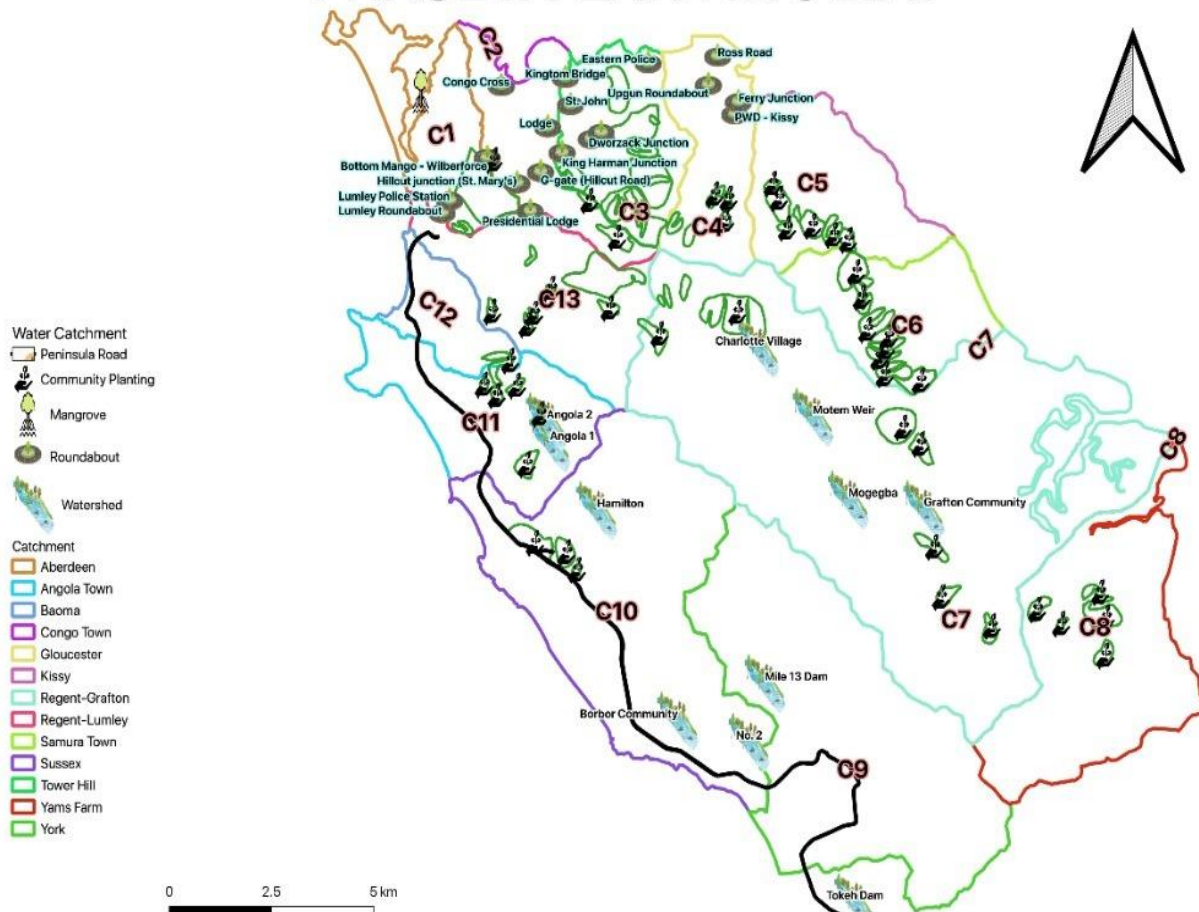 C2
Eastern Police
Ross Road
Kingtom Bridge
Congo Cross
Upgun Roundabout
St. John
Ferry Junction
PWD - Kissy
C1
Lodge
Dworzack Junction
Bottom Mango - Wilberforce
King Harman Junction
Hillcut junction (St. Mary's)
G-gate (Hillcut Road)
C5
Lumley Police Station
Lumley Roundabout
Presidential Lodge
C3
C4
C12
C13
C6
C7
Charlotte Village
Water Catchment
Peninsula Road
Community Planting
Mangrove
Roundabout
Watershed
C11
Angola 2
Angola 1
Motem Weir
C8
Mogegba
Grafton Community
Hamilton
C10
C7
C8
Catchment
Aberdeen
Angola Town
Baoma
Congo Town
Gloucester
Kissy
Regent-Grafton
Regent-Lumley
Samura Town
Sussex
Tower Hill
Yams Farm
York
Mile 13 Dam
Borbor Community
No. 2
C9
Tokeh Dam
0 2.5 5 km